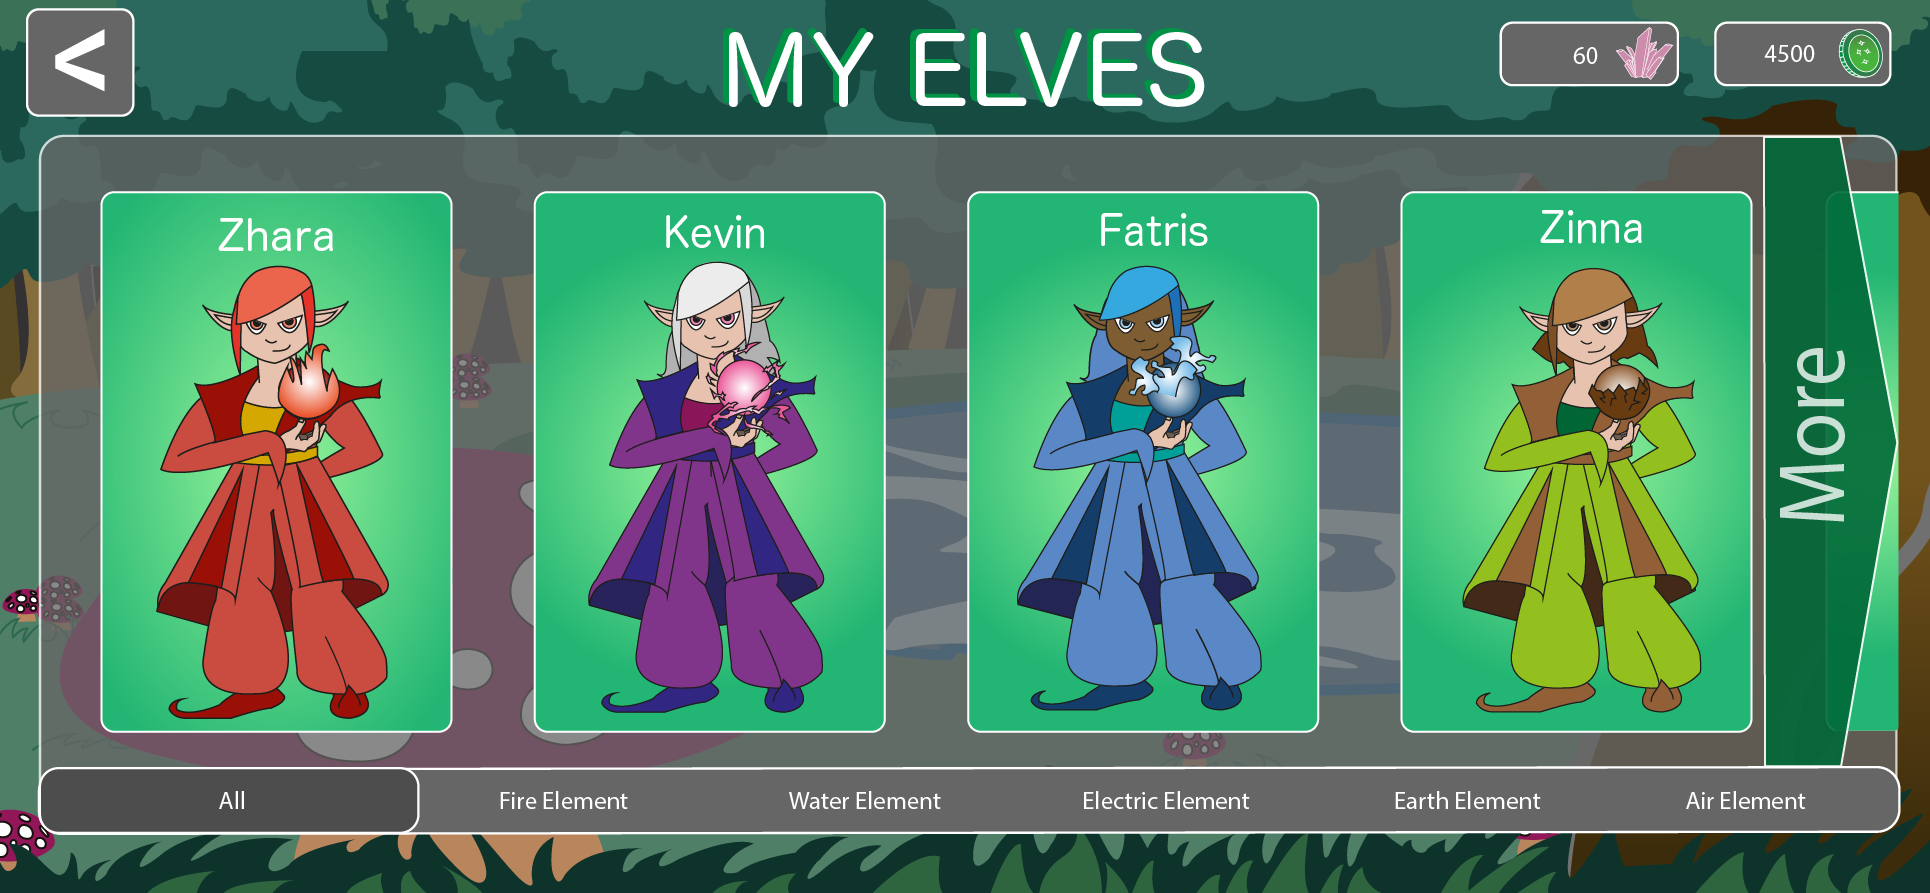 <
MY ELVES
60
4500
Zhara
Kevin
Fatris
Zinna
More
All
Fire Element
Water Element
Electric Element
Earth Element
Air Element